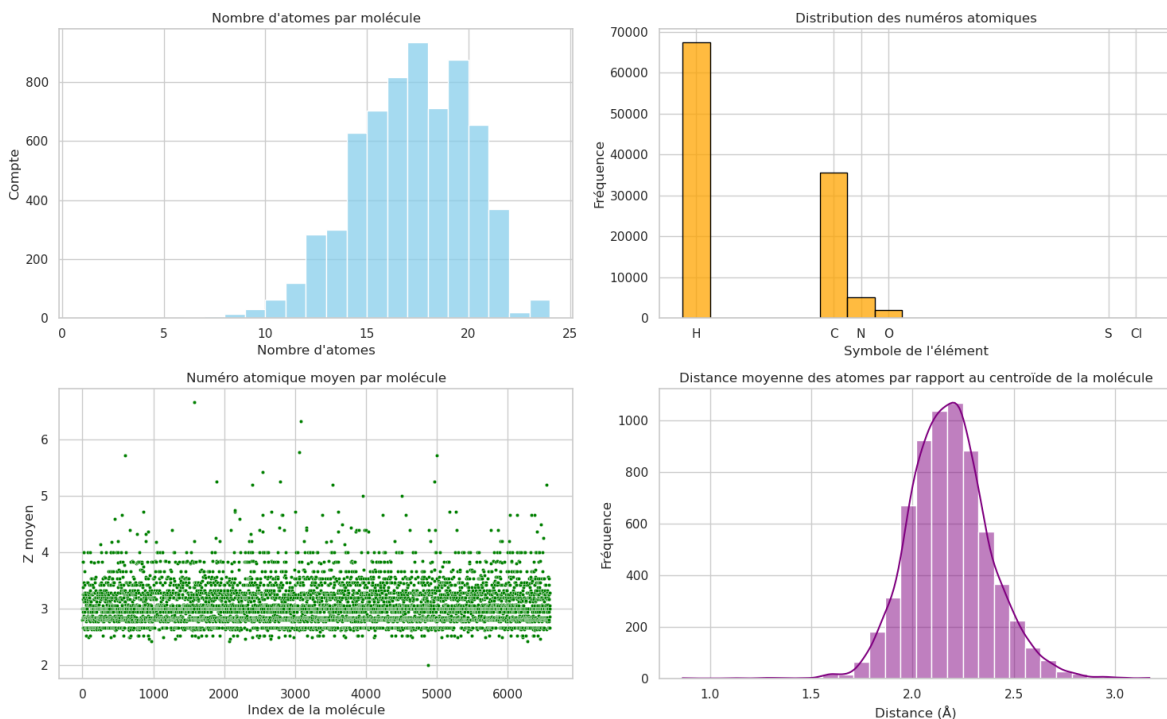 Nombre d'atomes par molécule
Compte
800
600
400
200
0
0 5 10 15 20 25
Nombre d'atomes
Distribution des numéros atomiques
Fréquence
70000
60000
50000
40000
30000
20000
10000
0
H C N O S Cl
Symbole de l'élément
Numéro atomique moyen par molécule
Z moyen
6
5
4
3
2
0 1000 2000 3000 4000 5000 6000
Index de la molécule
Distance moyenne des atomes par rapport au centroïde de la molécule
Fréquence
1000
800
600
400
200
0
1.0 1.5 2.0 2.5 3.0
Distance (Å)